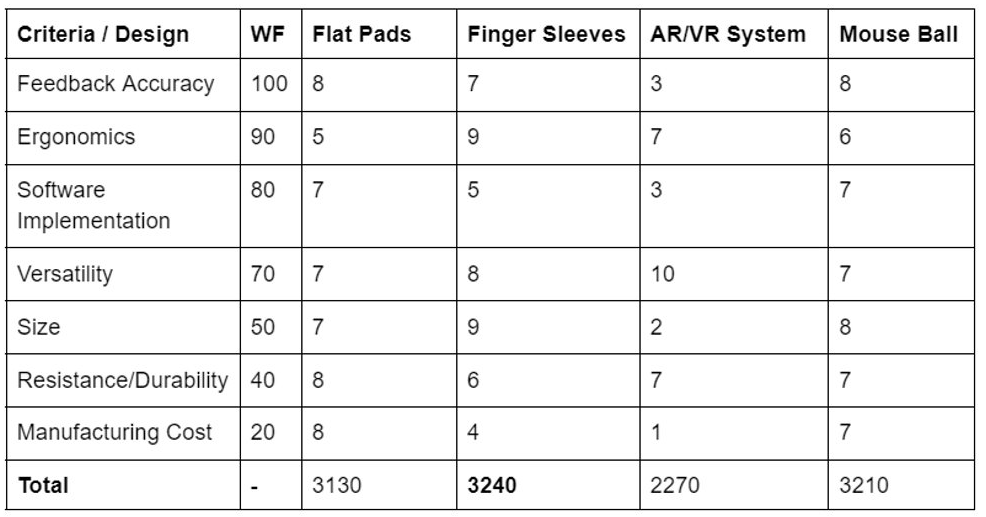 Criteria / Design WF Flat Pads Finger Sleeves AR/VR System Mouse Ball
Feedback Accuracy 100 8 7 3 8
Ergonomics 90 5 9 7 6
Software
Implementation 80 7 5 3 7
Versatility 70 7 8 10 7
Size 50 7 9 2 8
Resistance/Durability 40 8 6 7 7
Manufacturing Cost 20 8 4 1 7
Total - 3130 3240 2270 3210